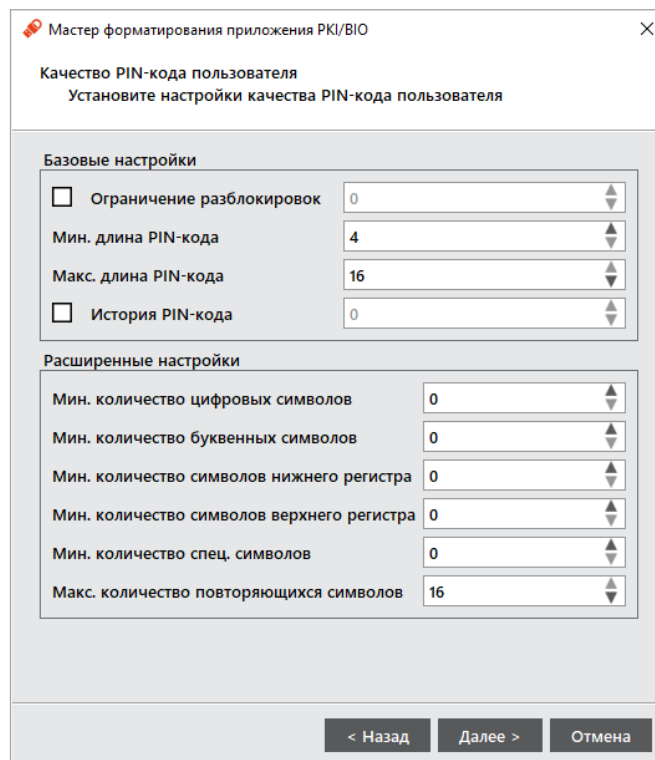 Мастер форматирования приложения PKI/BIO
Качество PIN-кода пользователя
Установите настройки качества PIN-кода пользователя
Базовые настройки
Ограничение разблокировок 0
Мин. длина PIN-кода 4
Макс. длина PIN-кода 16
История PIN-кода 0
Расширенные настройки
Мин. количество цифровых символов 0
Мин. количество буквенных символов 0
Мин. количество символов нижнего регистра 0
Мин. количество символов верхнего регистра 0
Мин. количество спец. символов 0
Макс. количество повторяющихся символов 16
< Назад Далее > Отмена